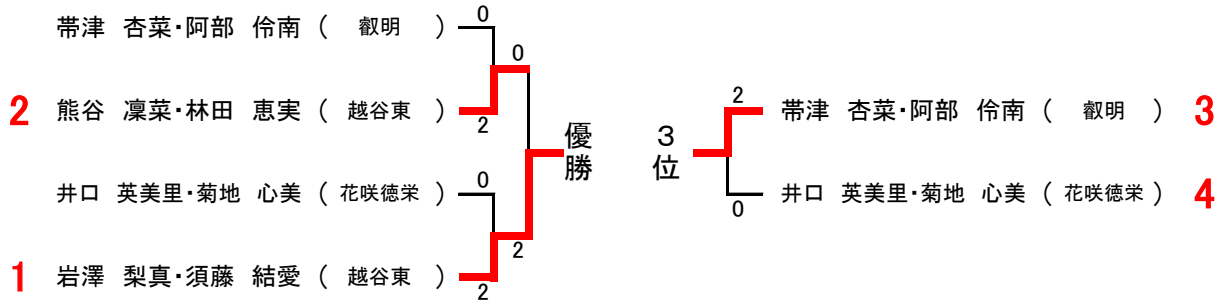 帯津 杏菜・阿部 伶南 ( 叡明 ) 0
0
2 熊谷 凜菜・林田 恵実 ( 越谷東 ) 2
優勝
井口 英美里・菊地 心美 ( 花咲徳栄 ) 0
2
1 岩澤 梨真・須藤 結愛 ( 越谷東 ) 2
3位
2 帯津 杏菜・阿部 伶南 ( 叡明 ) 3
0 井口 英美里・菊地 心美 ( 花咲徳栄 ) 4